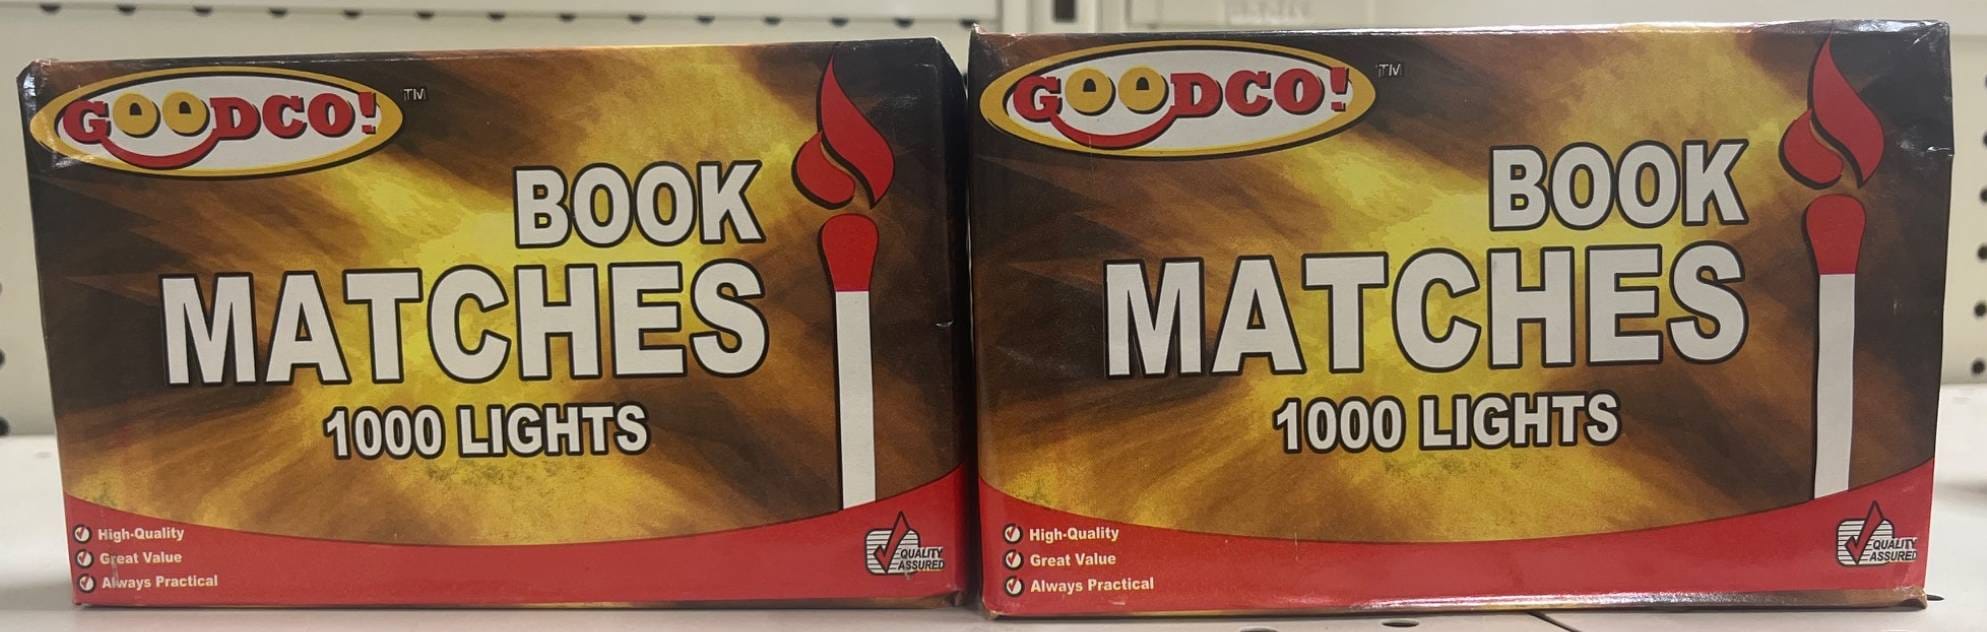 GOODCO!™
BOOK
MATCHES
1000 LIGHTS
High-Quality
Great Value
Always Practical
QUALITY
ASSURED
GOODCO!™
BOOK
MATCHES
1000 LIGHTS
High-Quality
Great Value
Always Practical
QUALITY
ASSURED